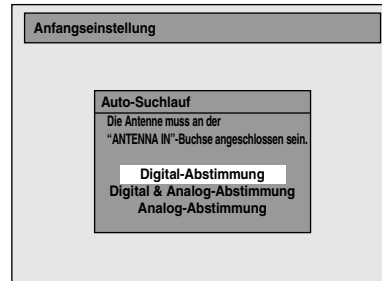 Anfangseinstellung
Auto-Suchlauf
Die Antenne muss an der
“ANTENNA IN”-Buchse angeschlossen sein.
Digital-Abstimmung
Digital & Analog-Abstimmung
Analog-Abstimmung